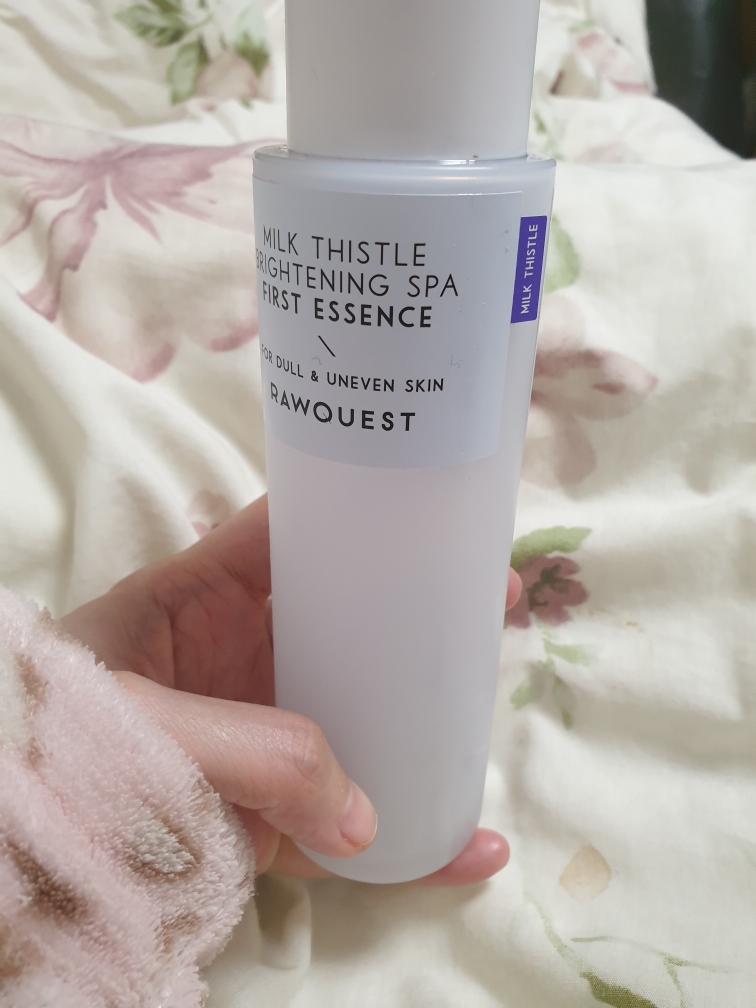 MILK THISTLE
BRIGHTENING SPA
FIRST ESSENCE
\
FOR DULL & UNEVEN SKIN
RAWQUEST
MILK THISTLE